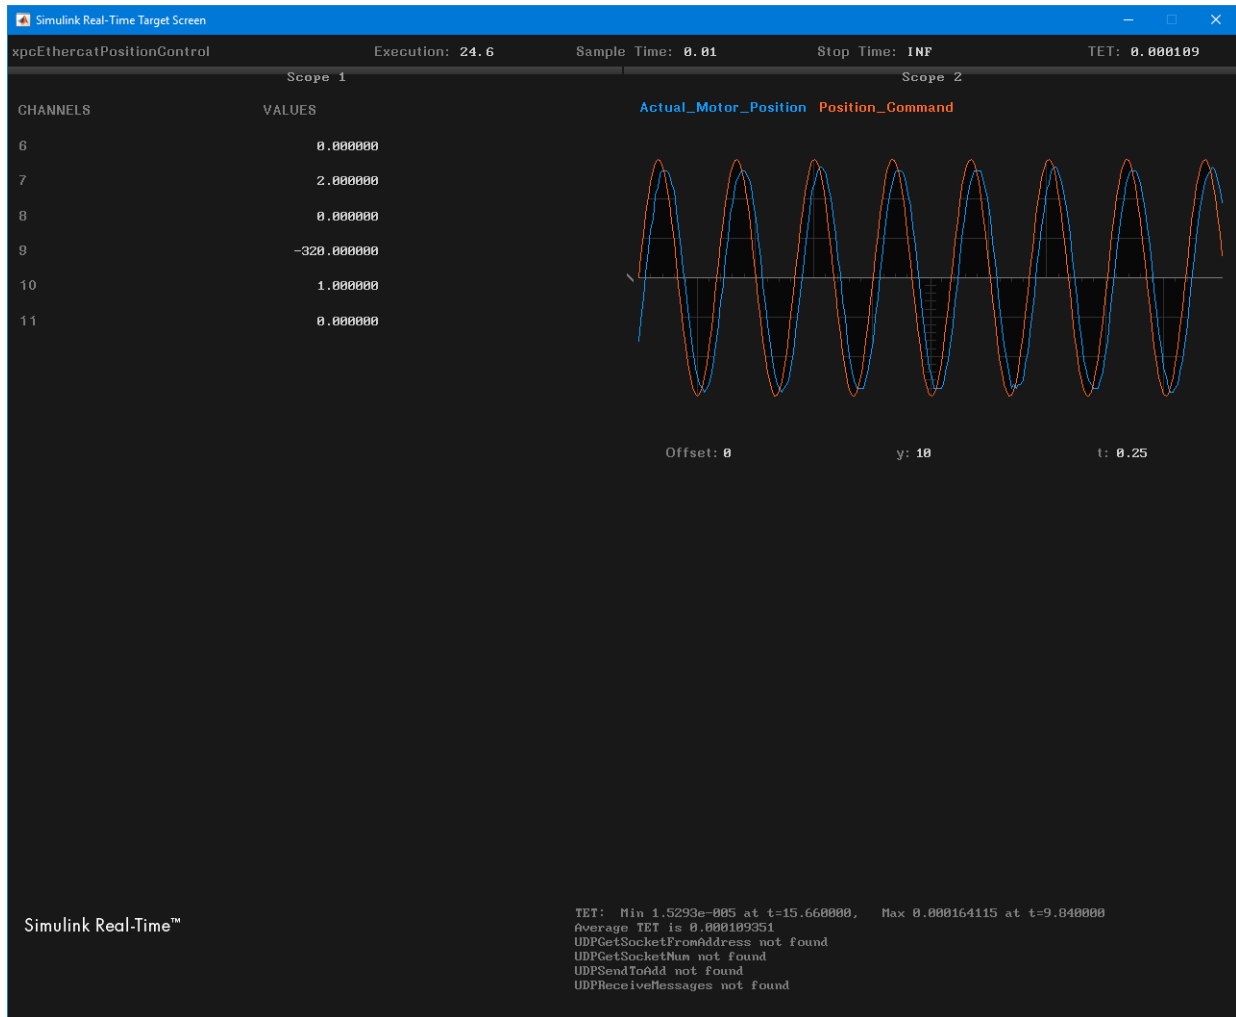 Simulink Real-Time Target Screen
xpcEthercatPositionControl Execution: 24.6 Sample Time: 0.01 Stop Time: INF TET: 0.000109
Scope 1 Scope 2
CHANNELS VALUES Actual_Motor_Position Position_Command
6 0.000000
7 2.000000
8 0.000000
9 -320.000000
10 1.000000
11 0.000000
Offset: 0 y: 10 t: 0.25
Simulink Real-Time™
TET: Min 1.5293e-005 at t=15.660000, Max 0.000164115 at t=9.840000
Average TET is 0.000109351
UDPGetSocketFromAddress not found
UDPGetSocketNum not found
UDPSendToAdd not found
UDPReceiveMessages not found